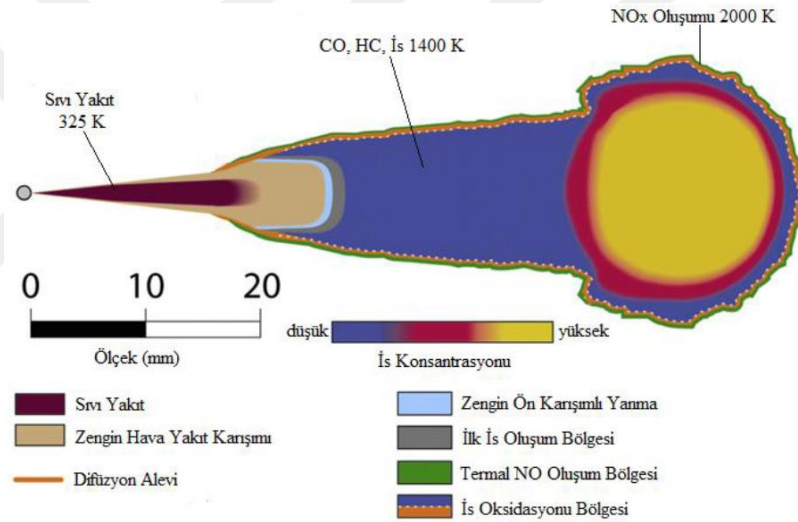 NOx Oluşumu 2000 K
CO, HC, İs 1400 K
Sıvı Yakıt
325 K
0 10 20
Ölçek (mm)
düşük
yüksek
İs Konsantrasyonu
Sıvı Yakıt
Zengin Hava Yakıt Karışımı
Difüzyon Alevi
Zengin Ön Karışımlı Yanma
İlk İs Oluşum Bölgesi
Termal NO Oluşum Bölgesi
İs Oksidasyonu Bölgesi